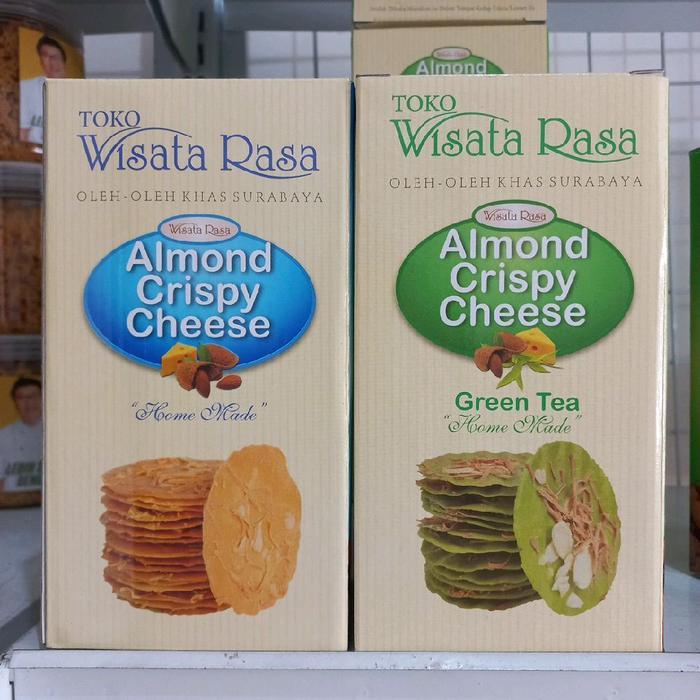 Almond
TOKO
Wisata Rasa
OLEH-OLEH KHAS SURABAYA
Wisata Rasa
Almond
Crispy
Cheese
"Home Made"
TOKO
Wisata Rasa
OLEH-OLEH KHAS SURABAYA
Wisata Rasa
Almond
Crispy
Cheese
Green Tea
"Home Made"